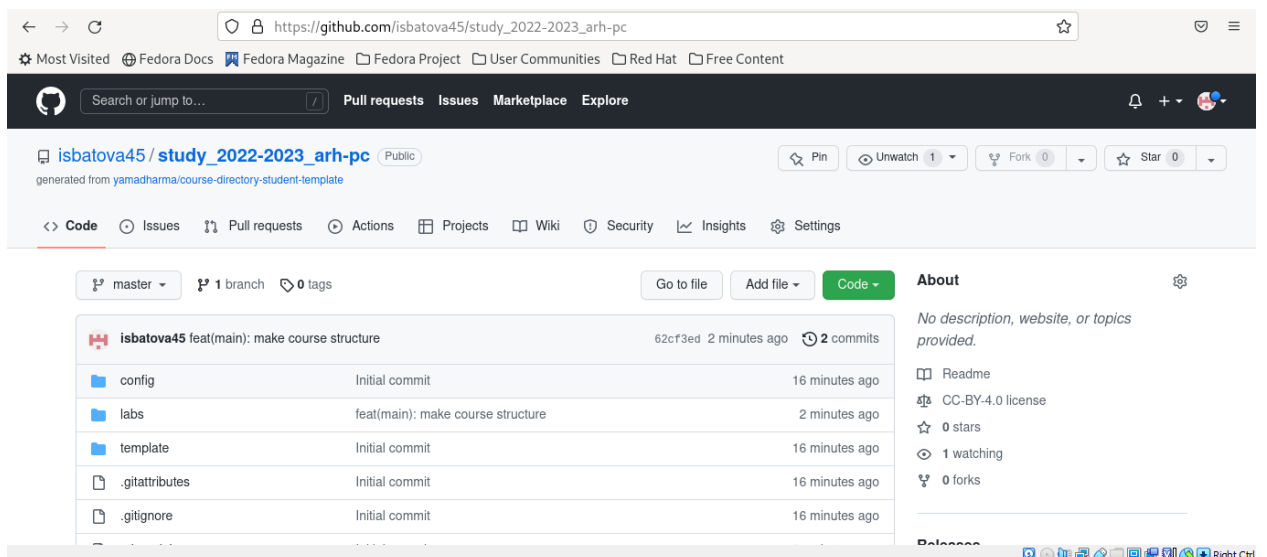 https://github.com/isbatova45/study_2022-2023_arh-pc
Most Visited Fedora Docs Fedora Magazine Fedora Project User Communities Red Hat Free Content
Search or jump to... / Pull requests Issues Marketplace Explore
isbatova45 / study_2022-2023_arh-pc Public Pin Unwatch 1 Fork 0 Star 0
generated from yamadharma/course-directory-student-template
<> Code Issues Pull requests Actions Projects Wiki Security Insights Settings
master 1 branch 0 tags Go to file Add file Code
About
isbatova45 feat(main): make course structure 62cf3ed 2 minutes ago 2 commits
config Initial commit 16 minutes ago
labs feat(main): make course structure 2 minutes ago
template Initial commit 16 minutes ago
.gitattributes Initial commit 16 minutes ago
.gitignore Initial commit 16 minutes ago
No description, website, or topics
provided.
Readme
CC-BY-4.0 license
0 stars
1 watching
0 forks
Releases
Right Ctrl